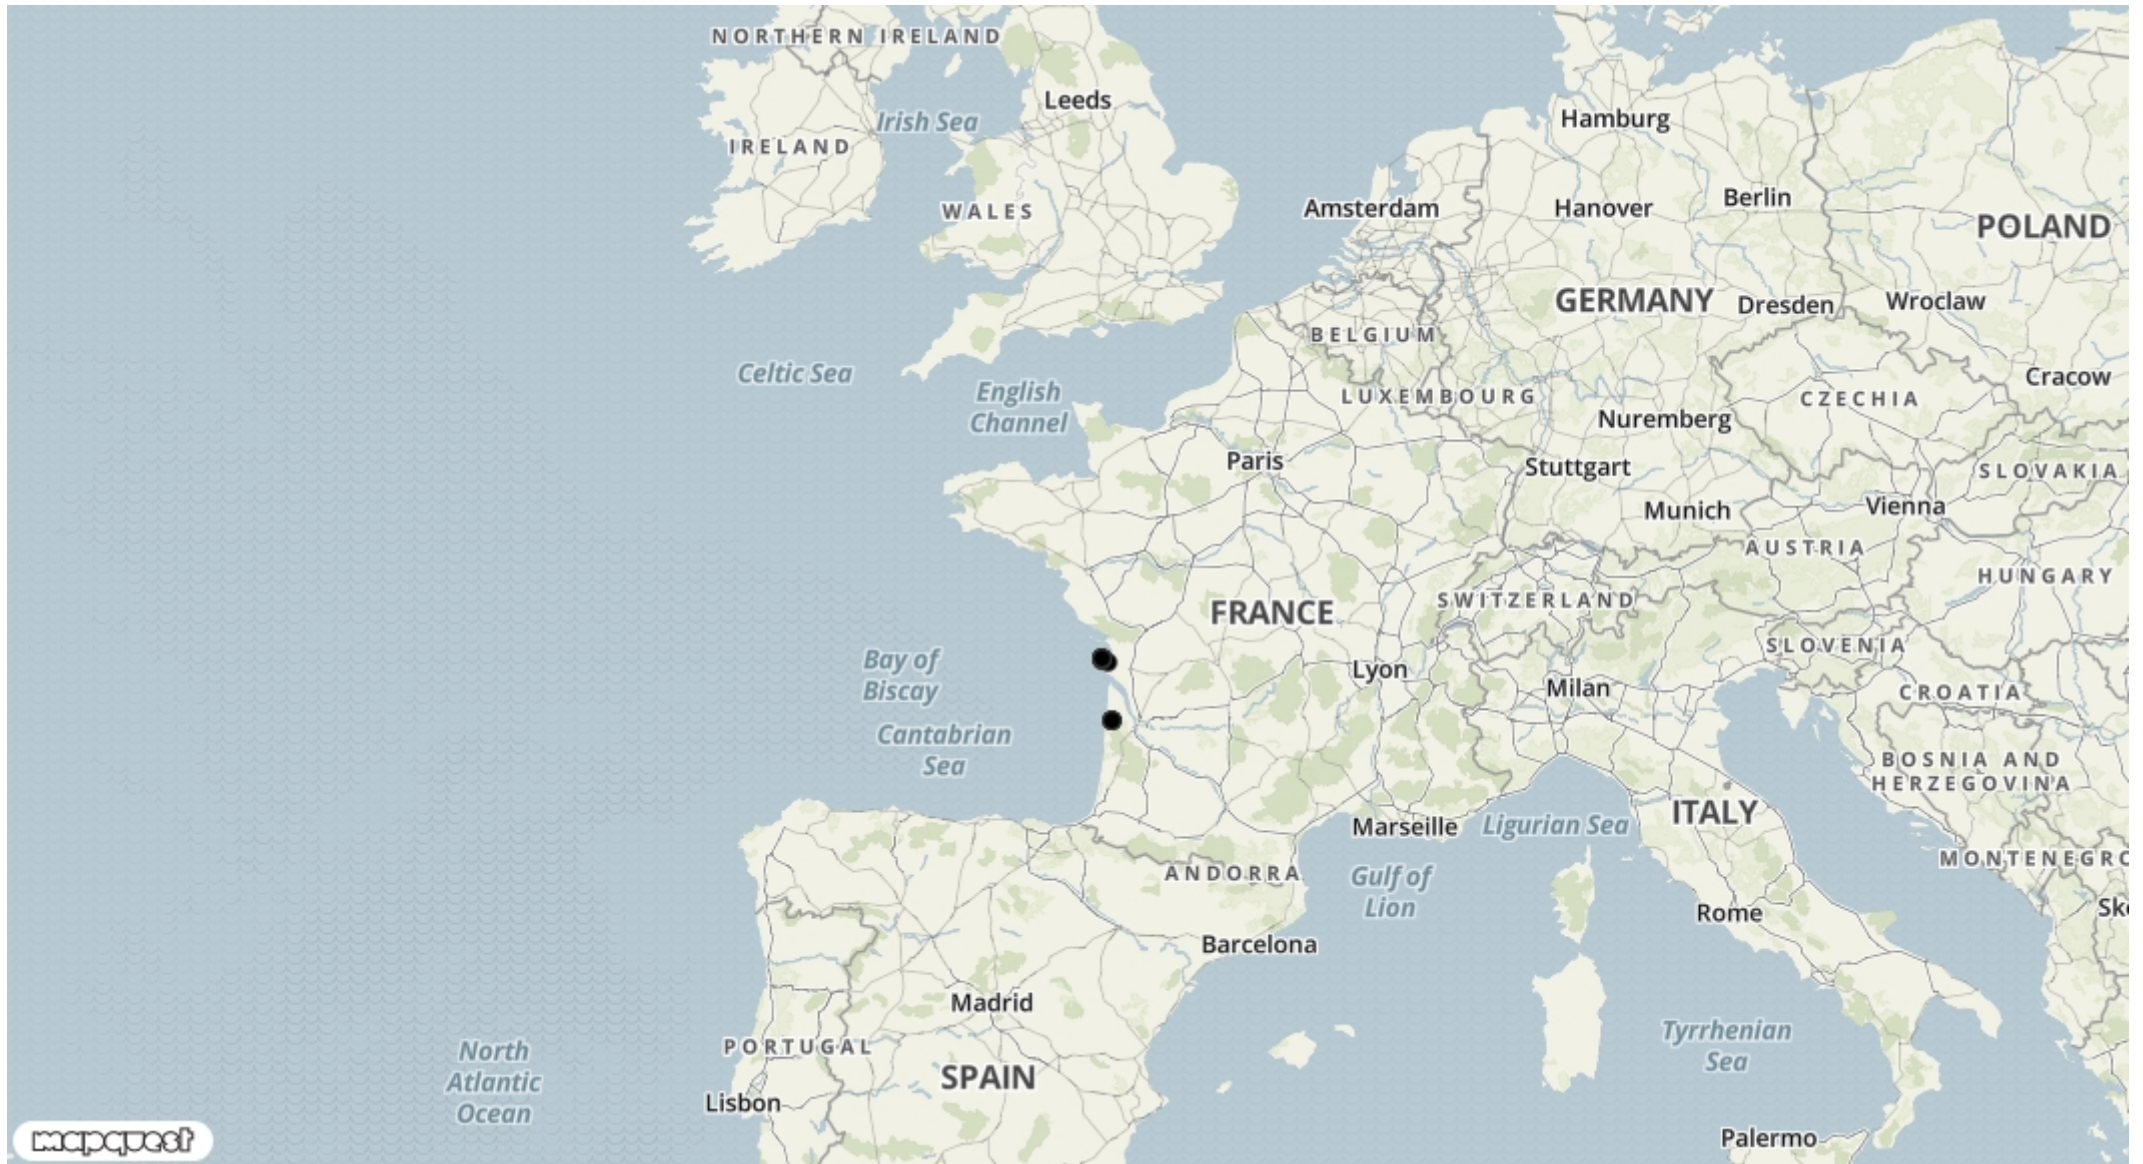 NORTHERN IRELAND
Leeds
Irish Sea
IRELAND
Hamburg
WALES
Amsterdam
Hanover
Berlin
POLAND
GERMANY
Dresden
Wroclaw
BELGIUM
Celtic Sea
English
Channel
LUXEMBOURG
Cracow
CZECHIA
Nuremberg
Paris
Stuttgart
SLOVAKIA
Munich
Vienna
AUSTRIA
HUNGARY
SWITZERLAND
FRANCE
SLOVENIA
Bay of
Biscay
Lyon
Milan
CROATIA
Cantabrian
Sea
BOSNIA AND
HERZEGOVINA
ITALY
Marseille
Ligurian Sea
MONTENEGRO
ANDORRA
Gulf of
Lion
Rome
Sk
Barcelona
Madrid
Tyrrhenian
Sea
PORTUGAL
North
Atlantic
Ocean
SPAIN
Lisbon
Palermo
mapquest